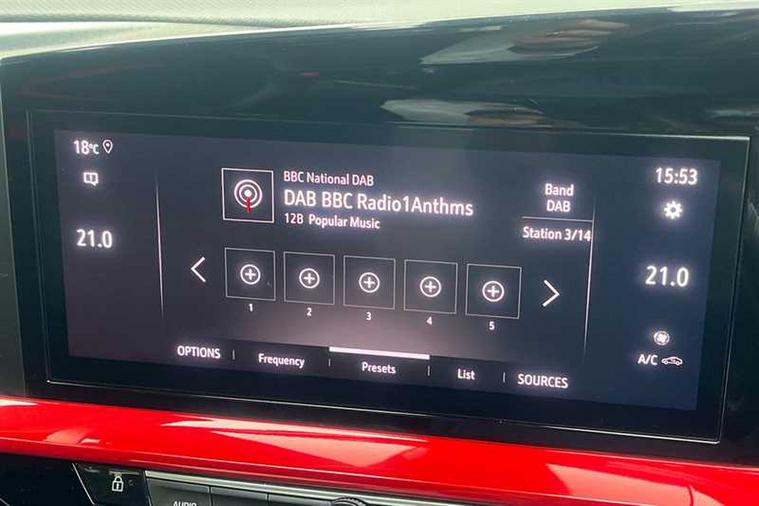 18°C
15:53
BBC National DAB
DAB BBC Radio1Anthms
12B Popular Music
Band
DAB
Station 3/14
21.0
21.0
1 2 3 4 5
A/C
OPTIONS Frequency Presets List SOURCES
AUDIO